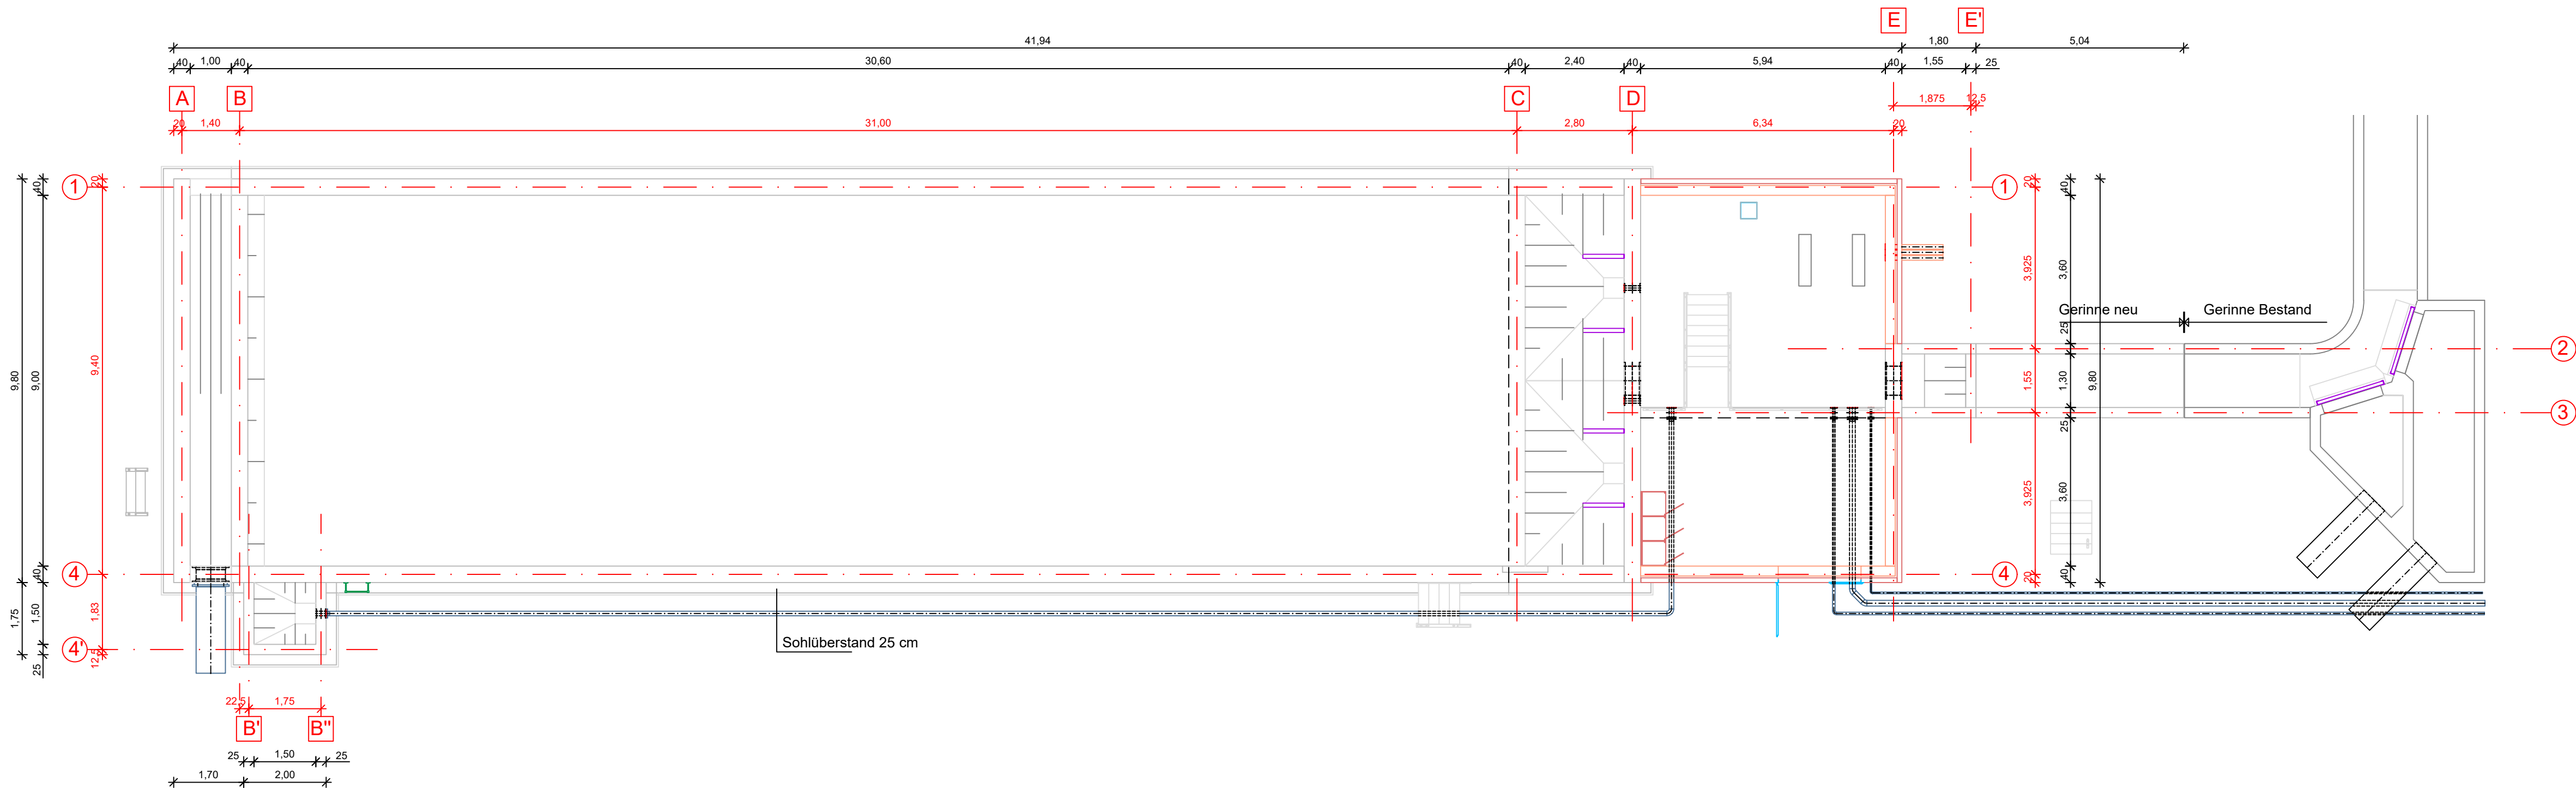 E E'
41,94 1,80 5,04
40 1,00 40 30,60 40 2,40 40 5,94 40 1,55 25
A B C D
1,875 12,5
20 1,40 31,00 2,80 6,34 20
1 1
40 20 20 40
3,925 3,60
Gerinne neu Gerinne Bestand
25
2
9,80 9,00 9,40
1,55 1,30 9,80
3
25
3,925 3,60
4 4
40 20 40
1,75 1,50 1,83
4'
25 12,5
Sohlüberstand 25 cm
22,5 1,75
B' B"
25 1,50 25
1,70 2,00